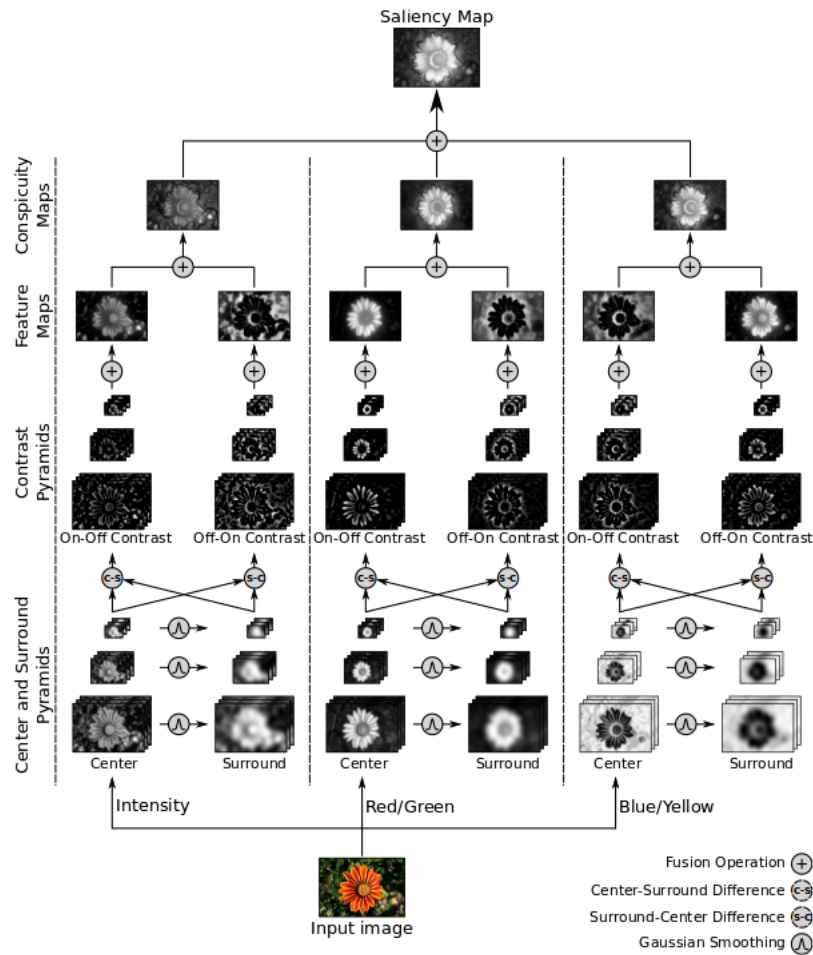 Saliency Map
+
Conspicuity
Maps
+ + +
Feature
Maps
+ + + + + +
Contrast
Pyramids
On-Off Contrast Off-On Contrast On-Off Contrast Off-On Contrast On-Off Contrast Off-On Contrast
C-S S-C C-S S-C C-S S-C
Center and Surround
Pyramids
Center Surround Center Surround Center Surround
Intensity Red/Green Blue/Yellow
Input image
Fusion Operation +
Center-Surround Difference C-S
Surround-Center Difference S-C
Gaussian Smoothing